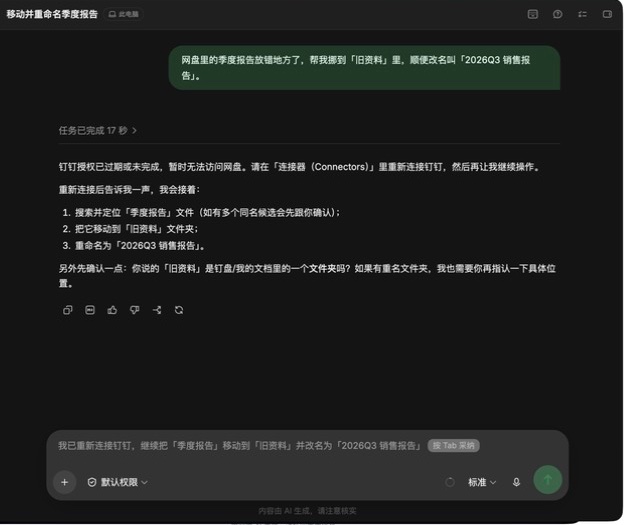 移动并重命名季度报告 此电脑
网盘里的季度报告放错地方了，帮我挪到「旧资料」里，顺便改名叫「2026Q3 销售报
告」。
任务已完成 17 秒
钉钉授权已过期或未完成，暂时无法访问网盘。请在「连接器（Connectors）」里重新连接钉钉，然后再让我继续操作。
重新连接后告诉我一声，我会接着：
1. 搜索并定位「季度报告」文件（如有多个同名候选会先跟你确认）；
2. 把它移动到「旧资料」文件夹；
3. 重命名为「2026Q3 销售报告」。
另外先确认一点：你说的「旧资料」是钉盘/我的文档里的一个文件夹吗？如果有重名文件夹，我也需要你再指认一下具体位
置。
我已重新连接钉钉，继续把「季度报告」移动到「旧资料」并改名为「2026Q3 销售报告」 按 Tab 采纳
默认权限 标准
内容由 AI 生成，请注意核实